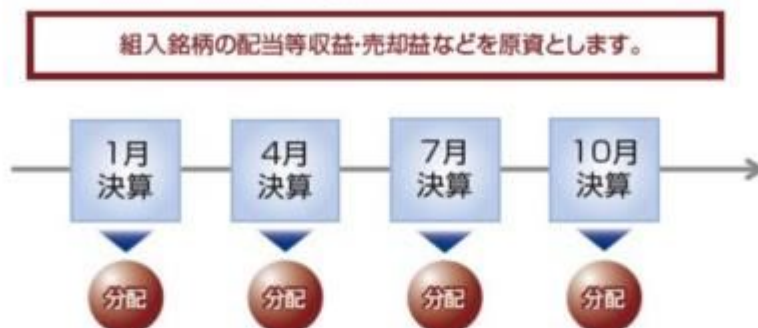 組入銘柄の配当等収益・売却益などを原資とします。
1月
決算
4月
決算
7月
決算
10月
決算
分配
分配
分配
分配